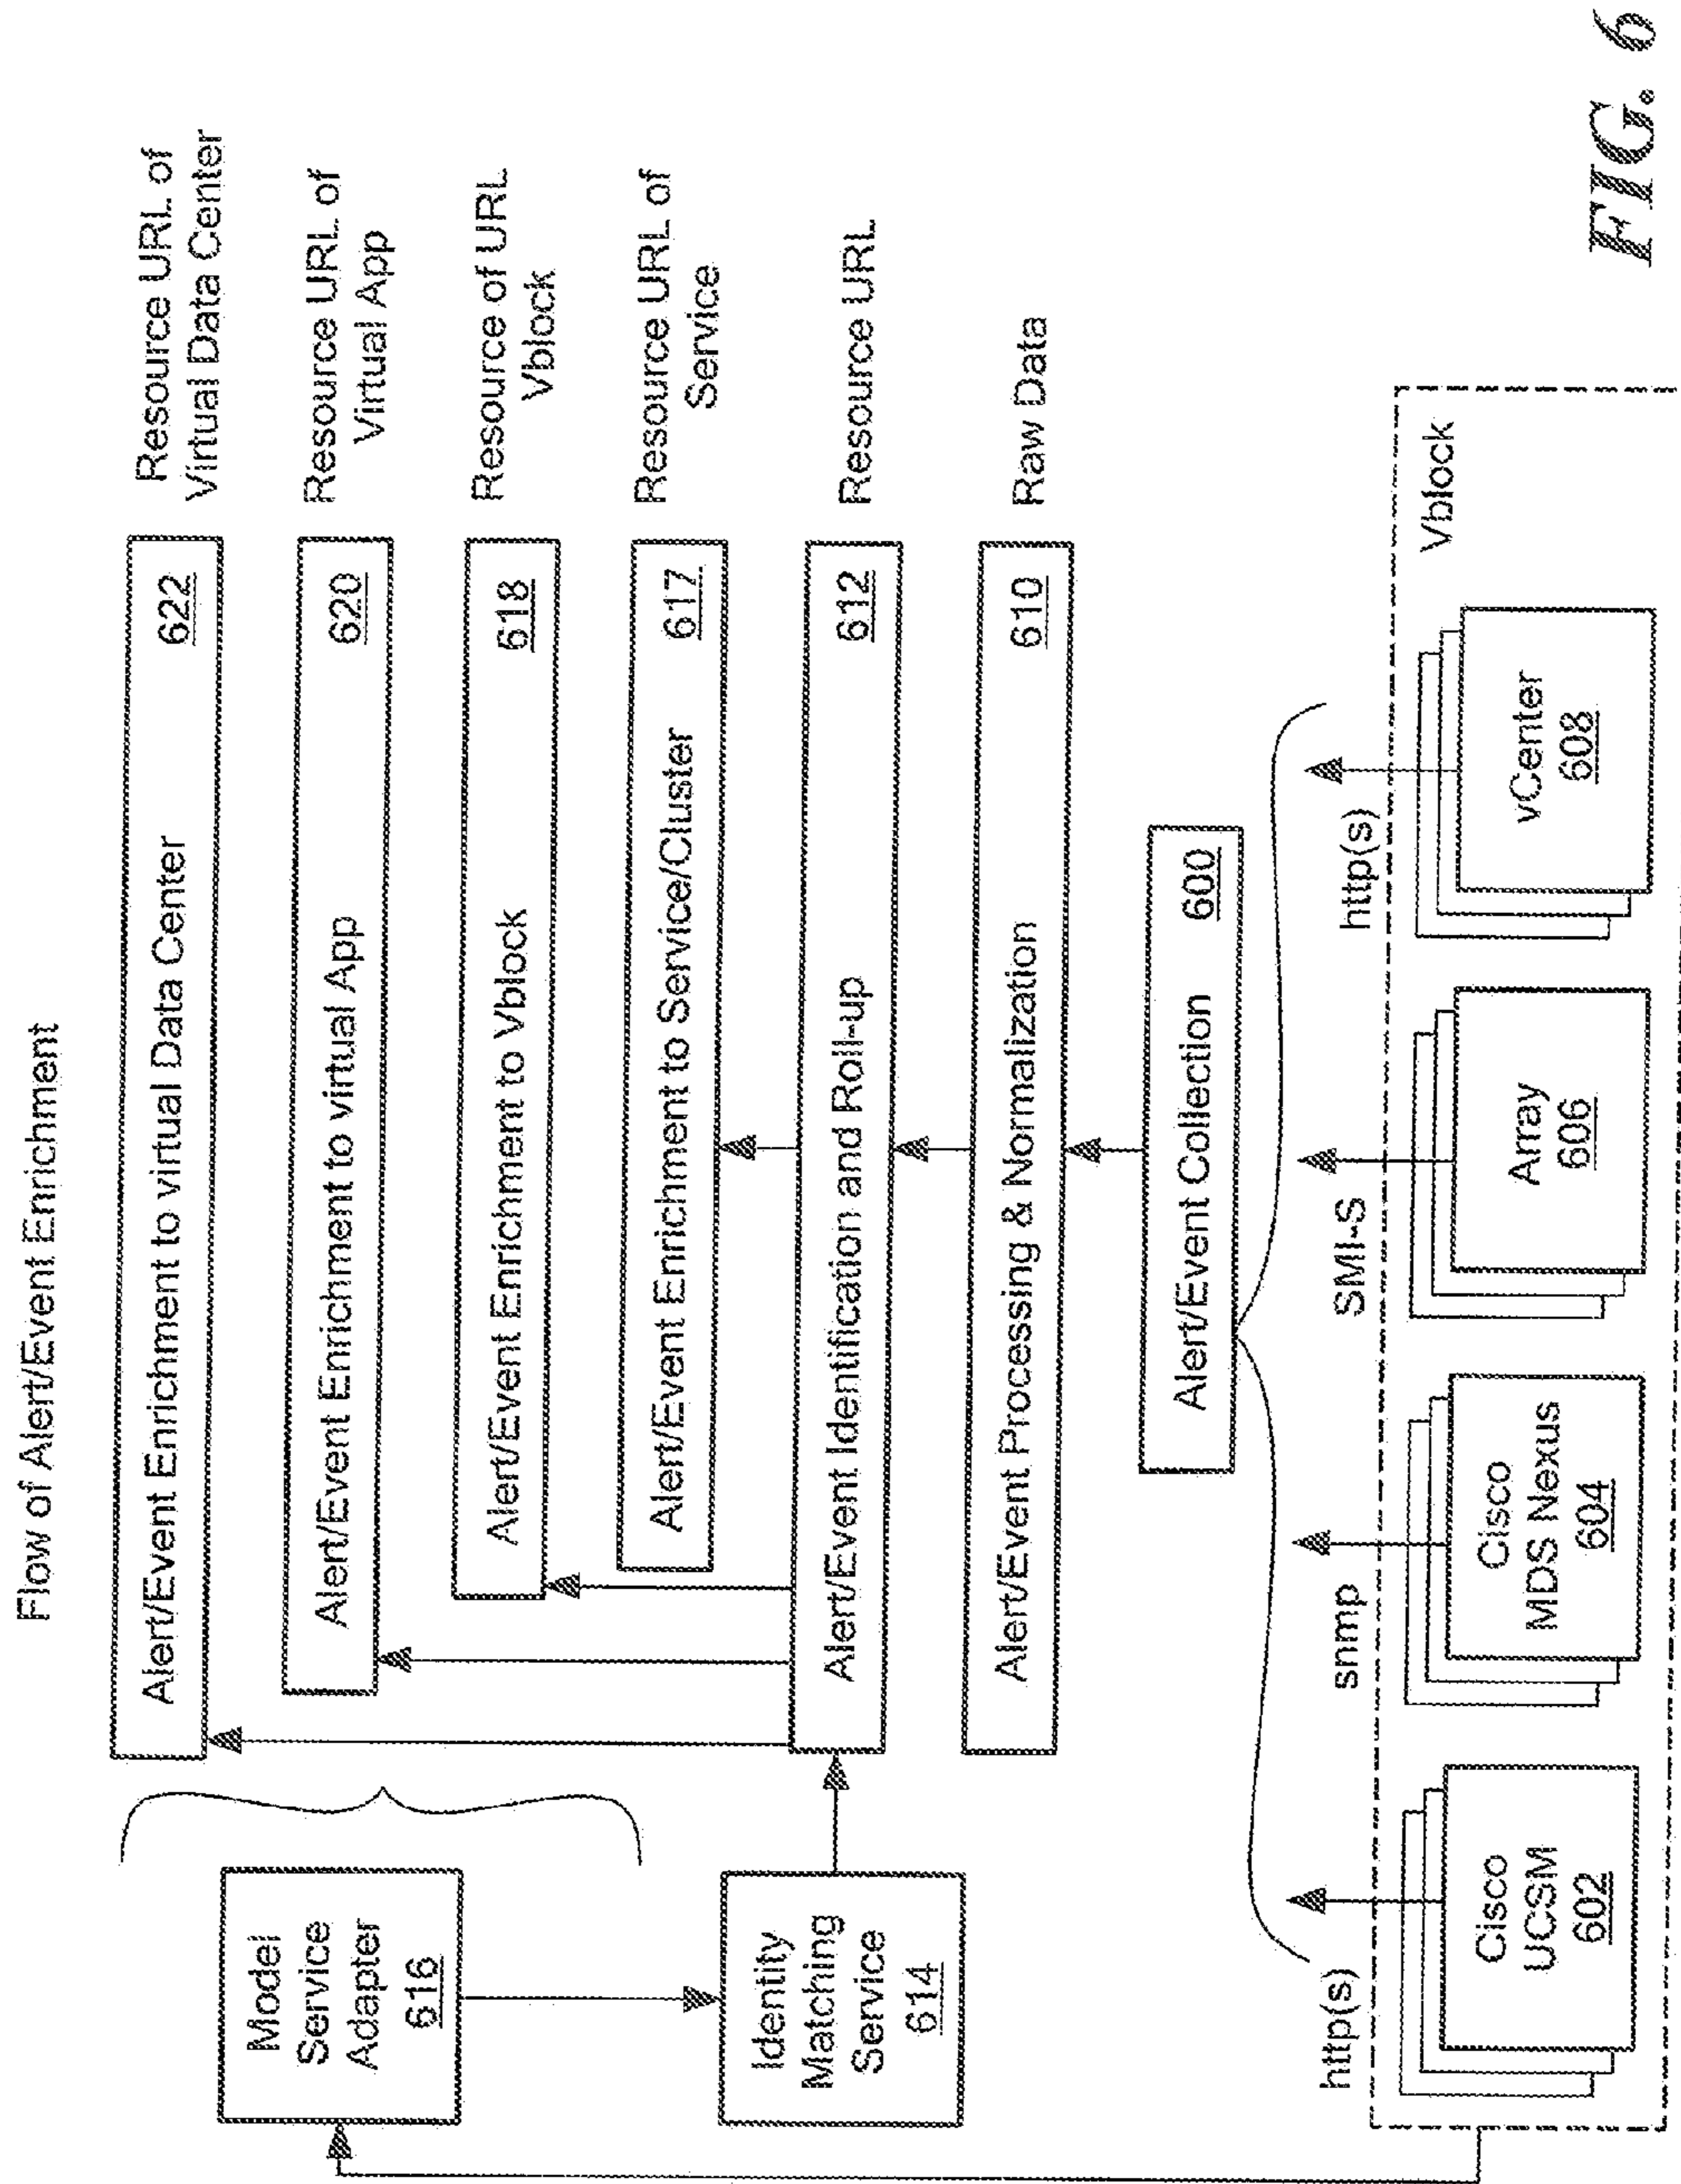 Flow of Alert/Event Enrichment
Model
Service
Adapter
616
Identity
Matching
Service
614
Alert/Event Enrichment to virtual Data Center 622
Resource URL of
Virtual Data Center
Alert/Event Enrichment to virtual App 620
Resource URL of
Virtual App
Alert/Event Enrichment to Vblock 618
Resource of URL
Vblock
Alert/Event Enrichment to Service/Cluster 617
Resource URL of
Service
Alert/Event Identification and Roll-up 612
Resource URL
Alert/Event Processing & Normalization 610
Raw Data
Alert/Event Collection 600
http(s)
snmp
SMI-S
http(s)
Vblock
Cisco
UCSM
602
Cisco
MDS Nexus
604
Array
606
vCenter
608
FIG. 6